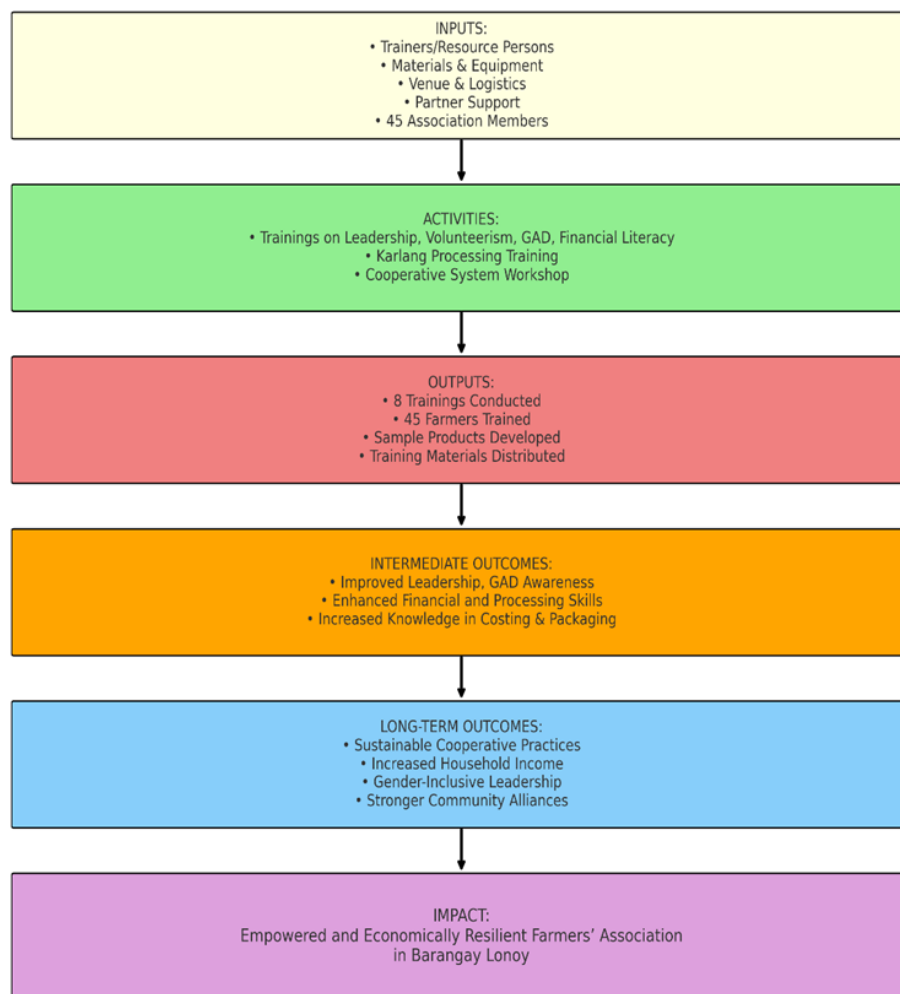 INPUTS:
• Trainers/Resource Persons
• Materials & Equipment
• Venue & Logistics
• Partner Support
• 45 Association Members
ACTIVITIES:
• Trainings on Leadership, Volunteerism, GAD, Financial Literacy
• Karlang Processing Training
• Cooperative System Workshop
OUTPUTS:
• 8 Trainings Conducted
• 45 Farmers Trained
• Sample Products Developed
• Training Materials Distributed
INTERMEDIATE OUTCOMES:
• Improved Leadership, GAD Awareness
• Enhanced Financial and Processing Skills
• Increased Knowledge in Costing & Packaging
LONG-TERM OUTCOMES:
• Sustainable Cooperative Practices
• Increased Household Income
• Gender-Inclusive Leadership
• Stronger Community Alliances
IMPACT:
Empowered and Economically Resilient Farmers’ Association
in Barangay Lonoy